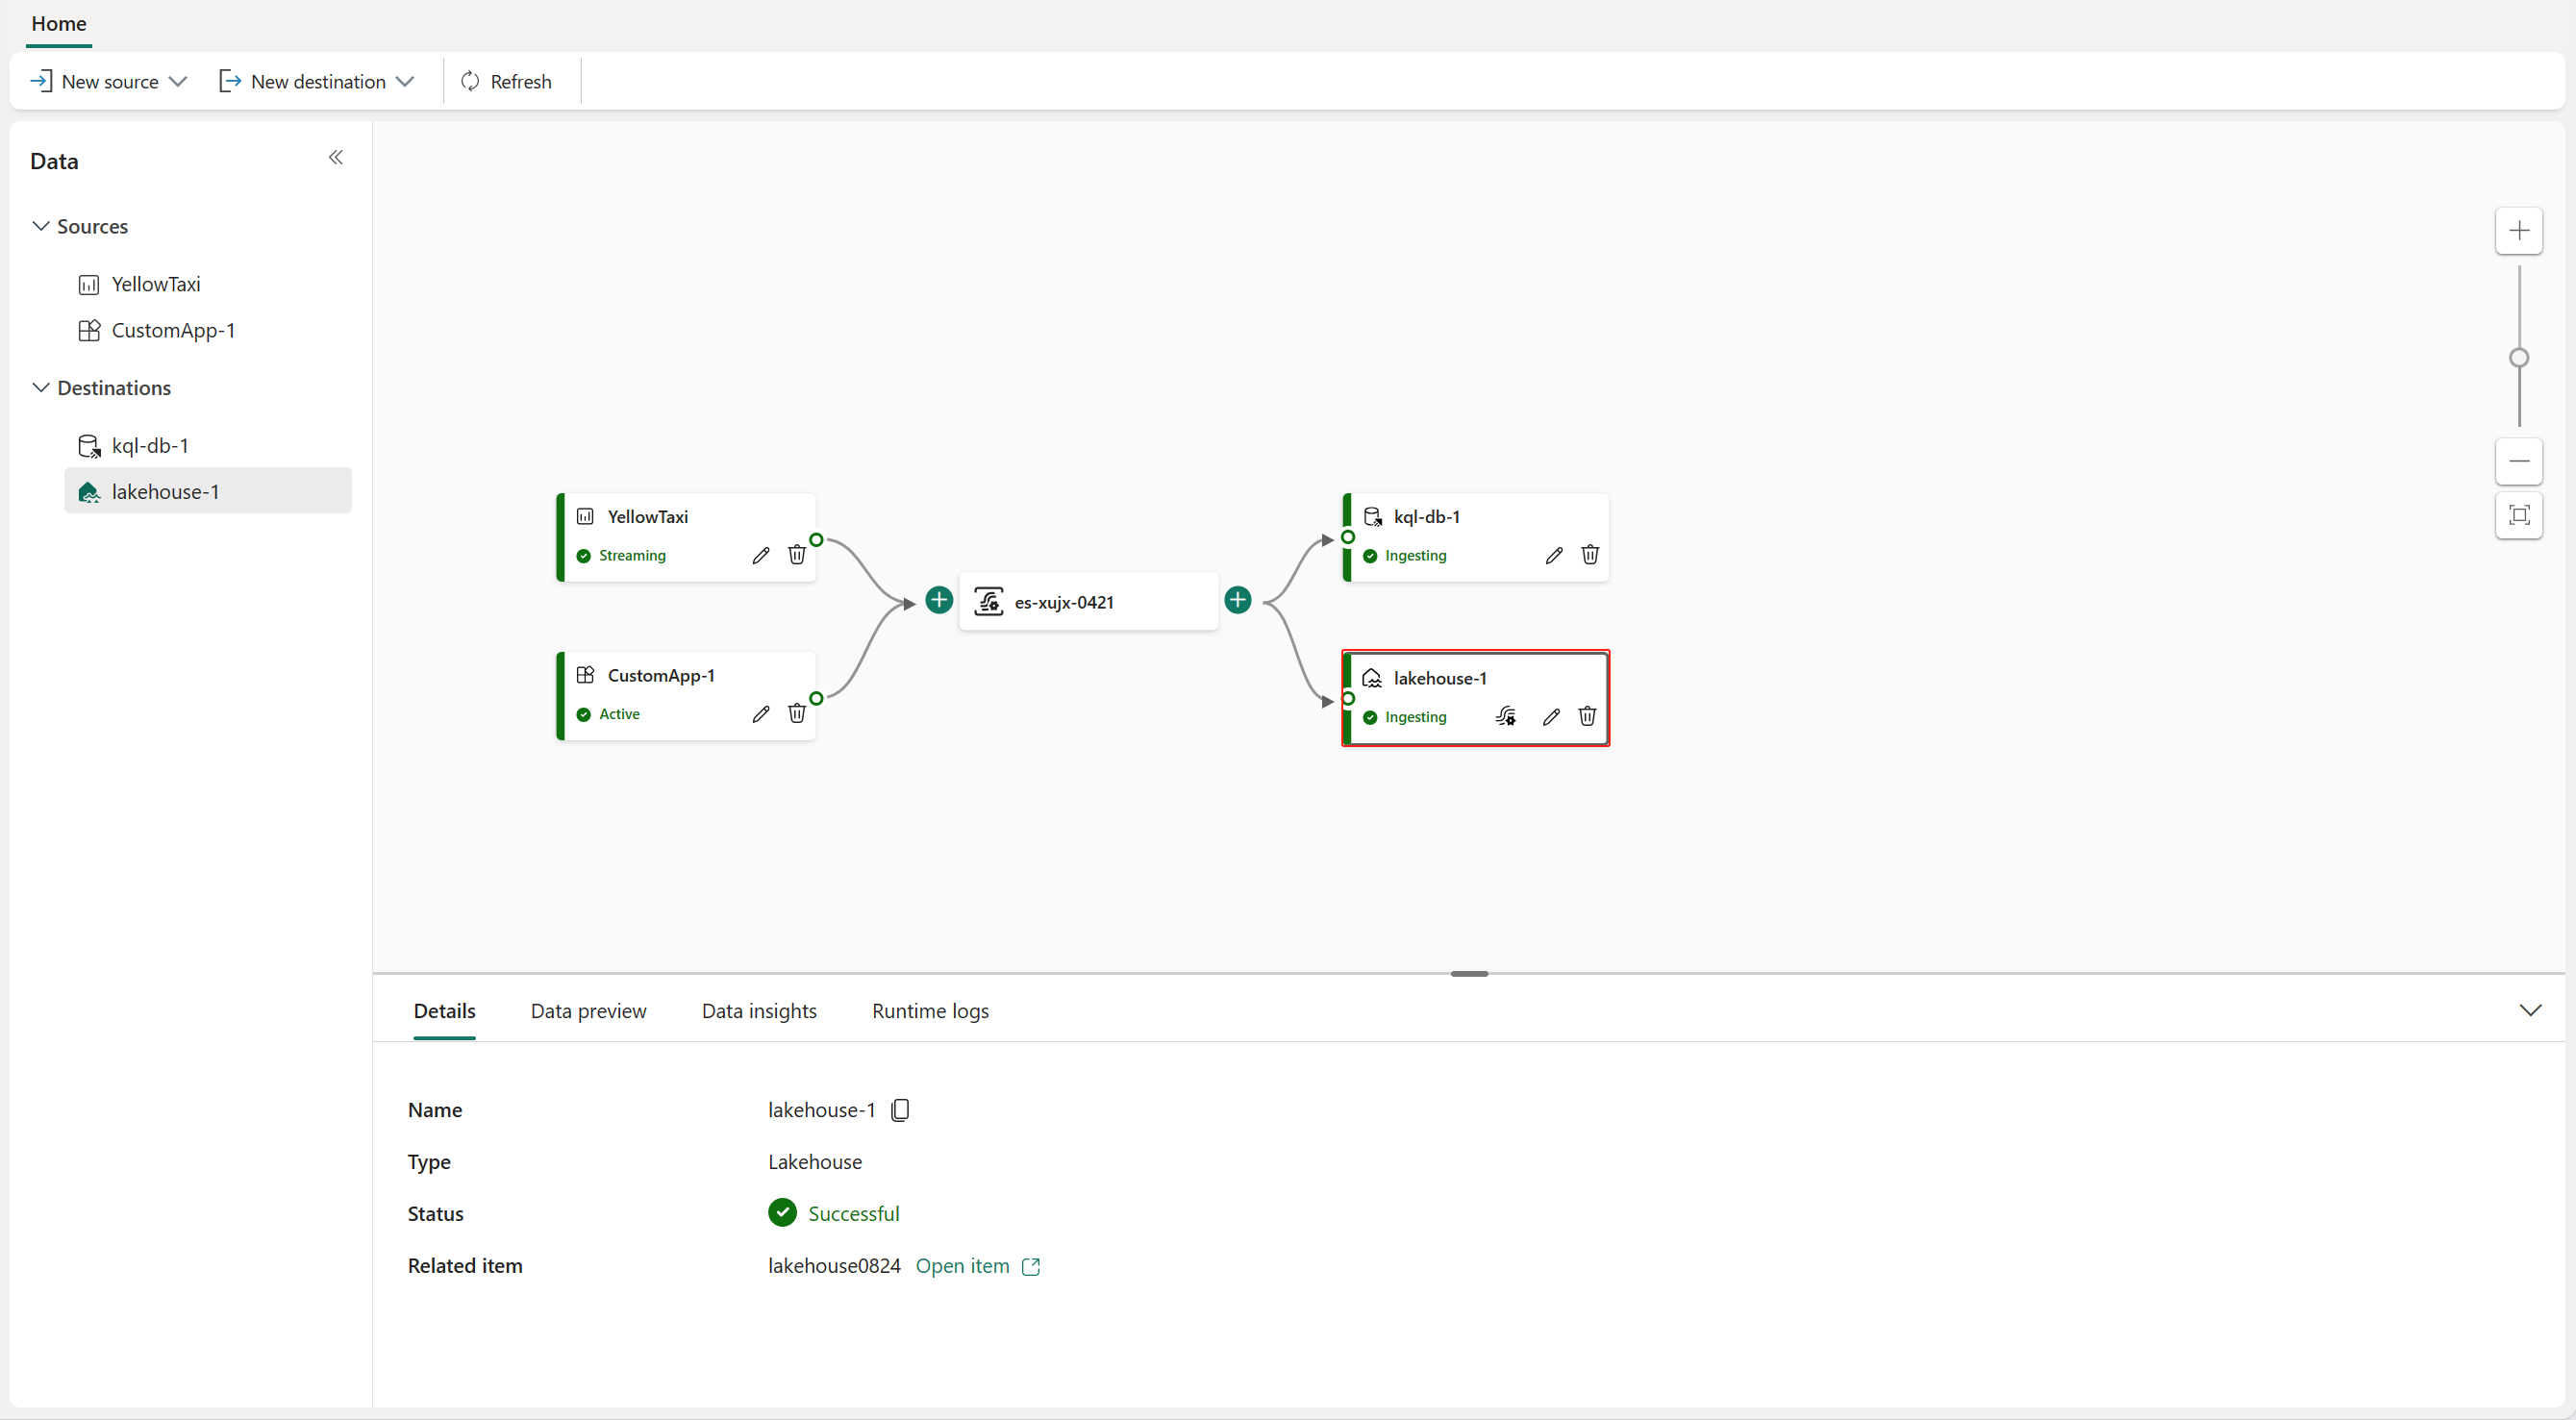 Home
New source
New destination
Refresh
Data
Sources
YellowTaxi
CustomApp-1
Destinations
kql-db-1
lakehouse-1
YellowTaxi
Streaming
CustomApp-1
Active
es-xujx-0421
kql-db-1
Ingesting
lakehouse-1
Ingesting
Details Data preview Data insights Runtime logs
Name lakehouse-1
Type Lakehouse
Status Successful
Related item lakehouse0824 Open item